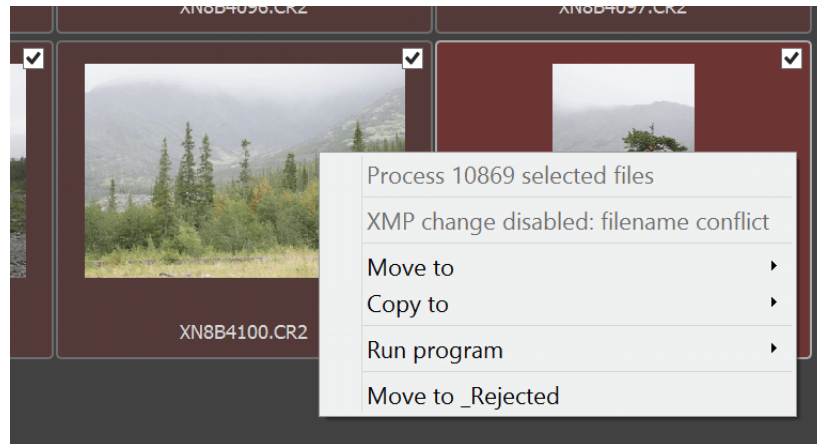 XN8B4096.CR2
XN8B4097.CR2
Process 10869 selected files
XMP change disabled: filename conflict
Move to
Copy to
XN8B4100.CR2
Run program
Move to _Rejected